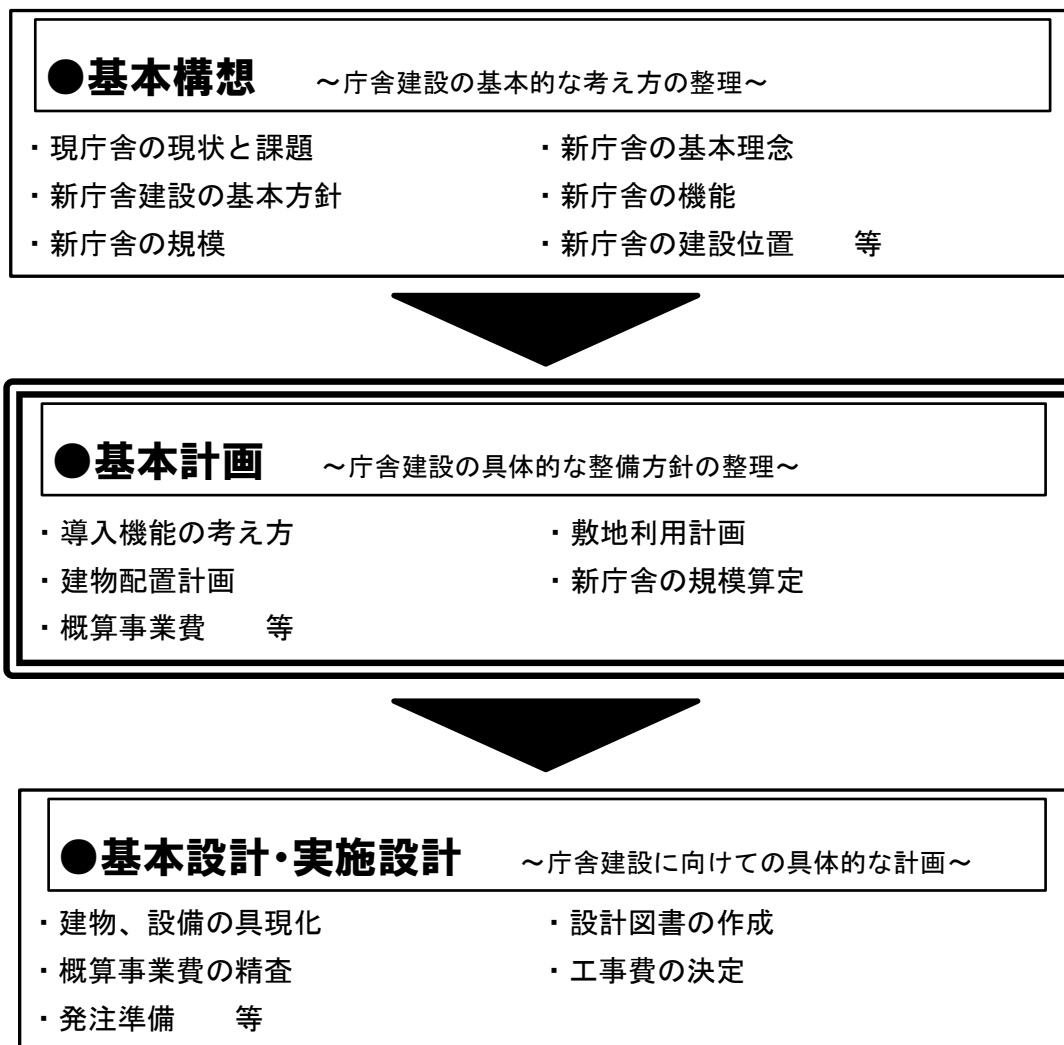 ●基本構想　～庁舎建設の基本的な考え方の整理～
・現庁舎の現状と課題　・新庁舎の基本理念
・新庁舎建設の基本方針　・新庁舎の機能
・新庁舎の規模　・新庁舎の建設位置　等
●基本計画　～庁舎建設の具体的な整備方針の整理～
・導入機能の考え方　・敷地利用計画
・建物配置計画　・新庁舎の規模算定
・概算事業費　等
●基本設計・実施設計　～庁舎建設に向けての具体的な計画～
・建物、設備の具現化　・設計図書の作成
・概算事業費の精査　・工事費の決定
・発注準備　等